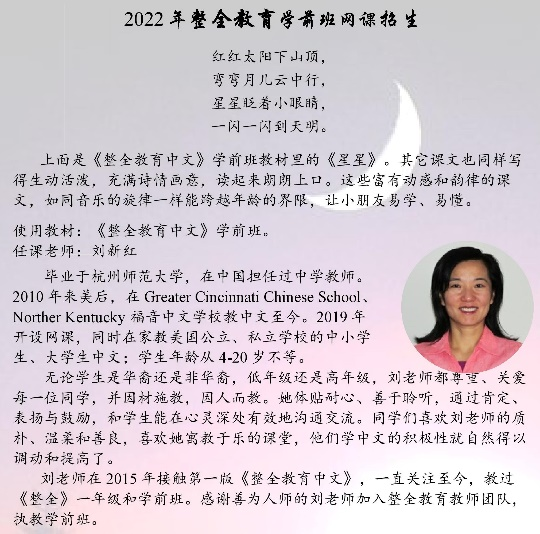 2022 年整全教育学前班网课招生
红红太阳下山顶，
弯弯月儿云中行，
星星眨着小眼睛，
一闪一闪到天明。
上面是《整全教育中文》学前班教材里的《星星》。其它课文也同样写
得生动活泼，充满诗情画意，读起来朗朗上口。这些富有动感和韵律的课
文，如同音乐的旋律一样能跨越年龄的界限，让小朋友易学、易懂。
使用教材：《整全教育中文》学前班。
任课老师：刘新红
毕业于杭州师范大学，在中国担任过中学教师。
2010 年来美后，在 Greater Cincinnati Chinese School、
Norther Kentucky 福音中文学校教中文至今。2019 年
开设网课，同时在家教美国公立、私立学校的中小学
生、大学生中文；学生年龄从 4-20 岁不等。
无论学生是华裔还是非华裔，低年级还是高年级，刘老师都尊重、关爱
每一位同学，并因材施教，因人而教。她体贴耐心、善于聆听，通过肯定、
表扬与鼓励，和学生能在心灵深处有效地沟通交流。同学们喜欢刘老师的质
朴、温柔和善良，喜欢她寓教于乐的课堂，他们学中文的积极性就自然得以
调动和提高了。
刘老师在 2015 年接触第一版《整全教育中文》，一直关注至今，教过
《整全》一年级和学前班。感谢善为人师的刘老师加入整全教育教师团队，
执教学前班。